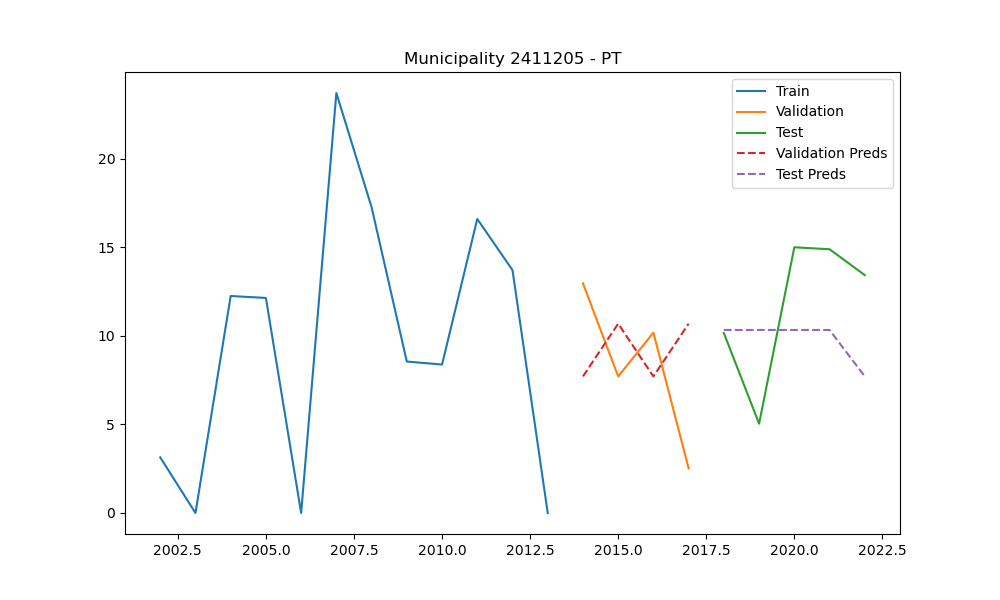 Municipality 2411205 - PT
Train
Validation
Test
Validation Preds
Test Preds
20
15
10
5
0
2002.5 2005.0 2007.5 2010.0 2012.5 2015.0 2017.5 2020.0 2022.5